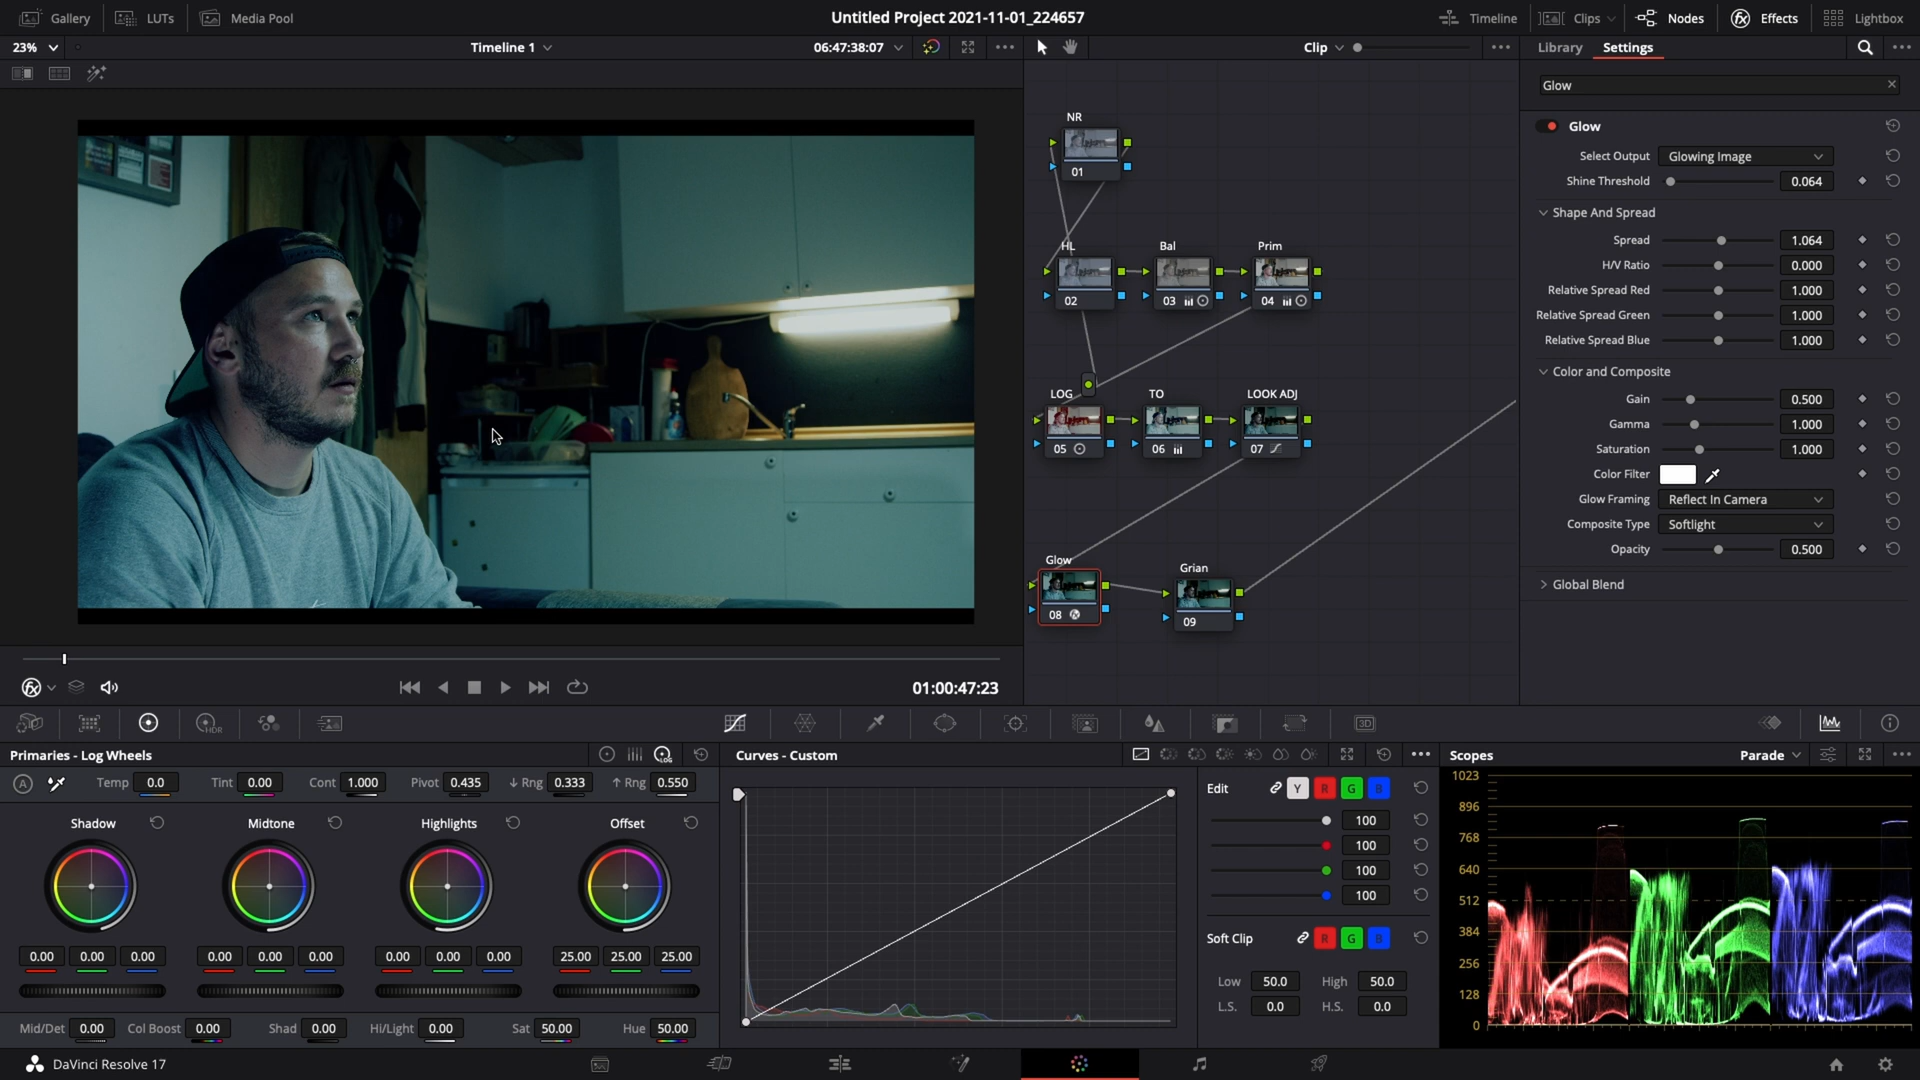 Gallery LUTs Media Pool Untitled Project 2021-11-01_224657 Timeline Clips Nodes Effects Lightbox
23% Timeline 1 06:47:38:07 Clip Library Settings
Glow
Glow
Select Output Glowing Image
Shine Threshold 0.064
Shape And Spread
Spread 1.064
H/V Ratio 0.000
Relative Spread Red 1.000
Relative Spread Green 1.000
Relative Spread Blue 1.000
Color and Composite
Gain 0.500
Gamma 1.000
Saturation 1.000
Color Filter
Glow Framing Reflect In Camera
Composite Type Softlight
Opacity 0.500
Global Blend
NR
01
HL Bal Prim
02 03 04
LOG TO LOOK ADJ
05 06 07
Glow Grian
08 09
01:00:47:23
HDR 3D
Primaries - Log Wheels
LOG
A Temp 0.0 Tint 0.00 Cont 1.000 Pivot 0.435 ↓ Rng 0.333 ↑ Rng 0.550
Shadow Midtone Highlights Offset
0.00 0.00 0.00 0.00 0.00 0.00 0.00 0.00 0.00 25.00 25.00 25.00
Mid/Det 0.00 Col Boost 0.00 Shad 0.00 Hi/Light 0.00 Sat 50.00 Hue 50.00
Curves - Custom
Edit Y R G B
100
100
100
100
Soft Clip R G B
Low 50.0 High 50.0
L.S. 0.0 H.S. 0.0
Scopes Parade
1023
896
768
640
512
384
256
128
0
DaVinci Resolve 17